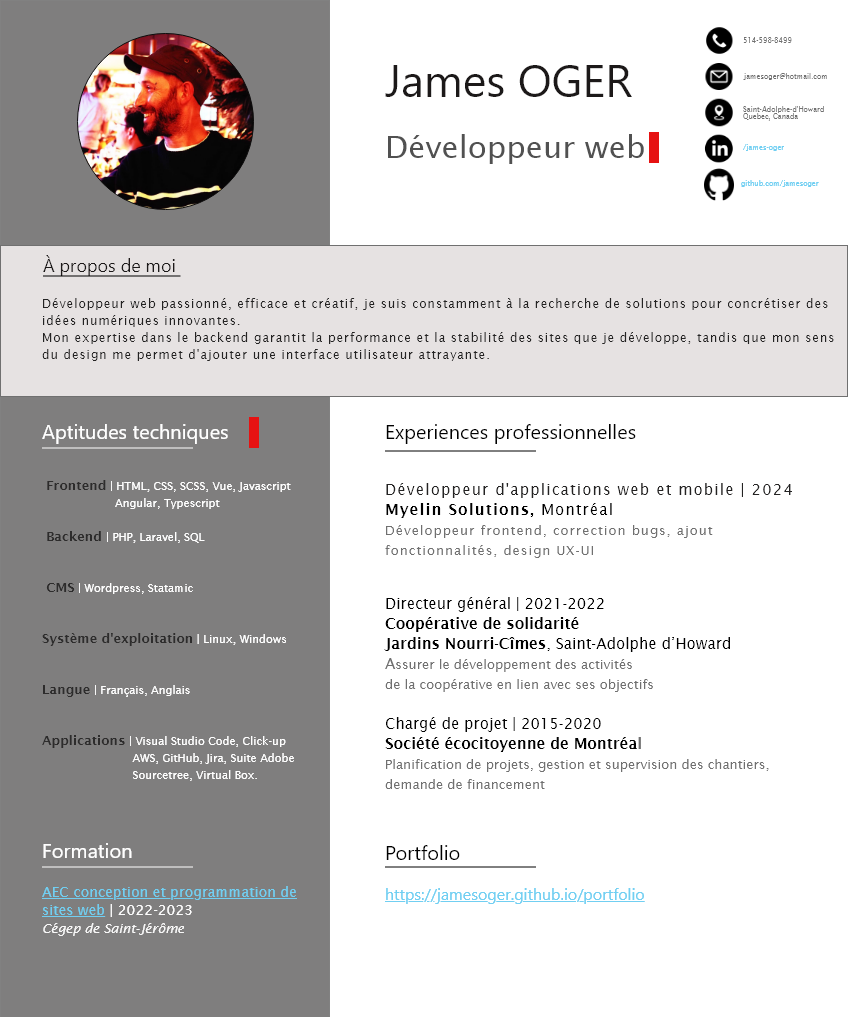 James OGER
Développeur web
514-598-8499
jamesoger@hotmail.com
Saint-Adolphe-d'Howard
Quebec, Canada
/james-oger
github.com/jamesoger
À propos de moi
Développeur web passionné, efficace et créatif, je suis constamment à la recherche de solutions pour concrétiser des
idées numériques innovantes.
Mon expertise dans le backend garantit la performance et la stabilité des sites que je développe, tandis que mon sens
du design me permet d'ajouter une interface utilisateur attrayante.
Aptitudes techniques
Frontend | HTML, CSS, SCSS, Vue, Javascript
Angular, Typescript
Backend | PHP, Laravel, SQL
CMS | Wordpress, Statamic
Système d'exploitation | Linux, Windows
Langue | Français, Anglais
Applications | Visual Studio Code, Click-up
AWS, GitHub, Jira, Suite Adobe
Sourcetree, Virtual Box.
Formation
AEC conception et programmation de
sites web | 2022-2023
Cégep de Saint-Jérôme
Experiences professionnelles
Développeur d'applications web et mobile | 2024
Myelin Solutions, Montréal
Développeur frontend, correction bugs, ajout
fonctionnalités, design UX-UI
Directeur général | 2021-2022
Coopérative de solidarité
Jardins Nourri-Cîmes, Saint-Adolphe d’Howard
Assurer le développement des activités
de la coopérative en lien avec ses objectifs
Chargé de projet | 2015-2020
Société écocitoyenne de Montréal
Planification de projets, gestion et supervision des chantiers,
demande de financement
Portfolio
https://jamesoger.github.io/portfolio